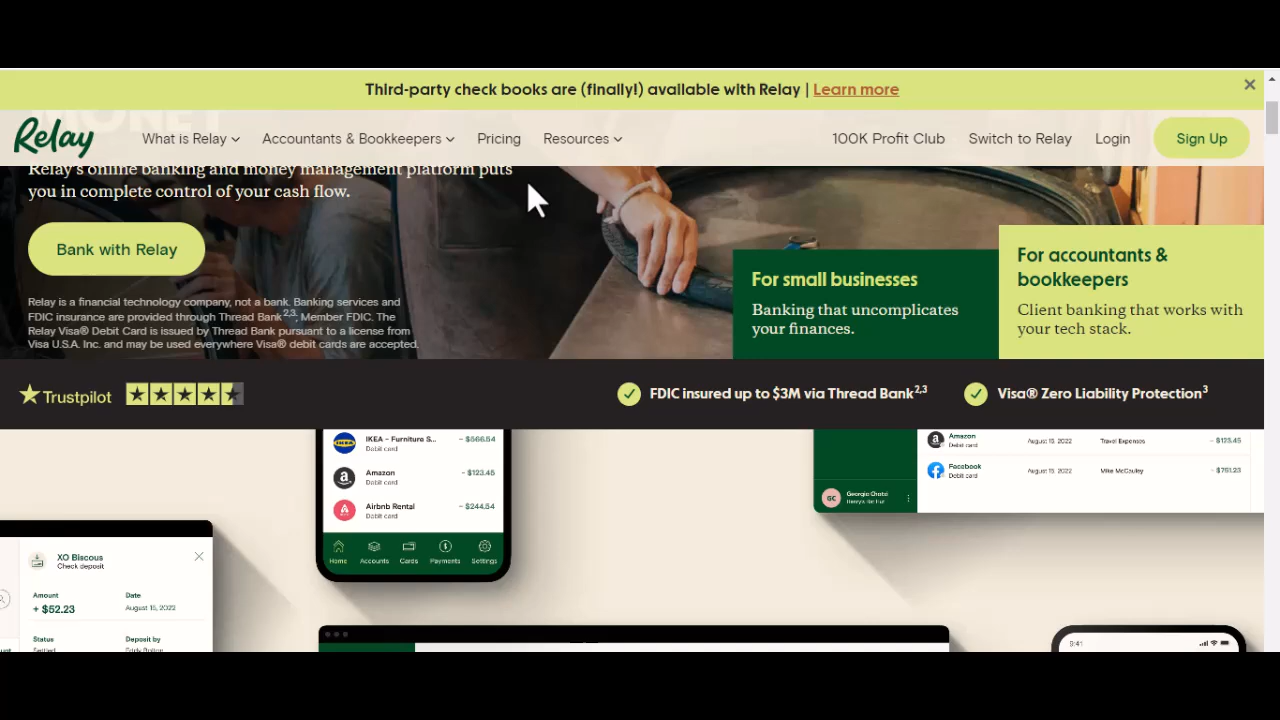 Third-party check books are (finally!) available with Relay | Learn more
MONEY
Relay What is Relay Accountants & Bookkeepers Pricing Resources 100K Profit Club Switch to Relay Login Sign Up
Relay's online banking and money management platform puts
you in complete control of your cash flow.
Bank with Relay
Relay is a financial technology company, not a bank. Banking services and
FDIC insurance are provided through Thread Bank2,3; Member FDIC. The
Relay Visa® Debit Card is issued by Thread Bank pursuant to a license from
Visa U.S.A. Inc. and may be used everywhere Visa® debit cards are accepted.
For small businesses
Banking that uncomplicates
your finances.
For accountants &
bookkeepers
Client banking that works with
your tech stack.
Trustpilot
FDIC insured up to $3M via Thread Bank2,3
Visa® Zero Liability Protection3
IKEA - Furniture S... - $566.54
Debit card
Amazon - $123.45
Debit card
Airbnb Rental - $244.54
Debit card
Home Accounts Cards Payments Settings
Amazon August 15, 2022 Travel Expenses - $123.45
Debit card
Facebook August 15, 2022 Mike McCauley - $751.23
Debit card
GC Georgie Chotzi
XO Biscous
Check deposit
Amount Date
+ $52.23 August 15, 2022
Status Deposit by
9:41